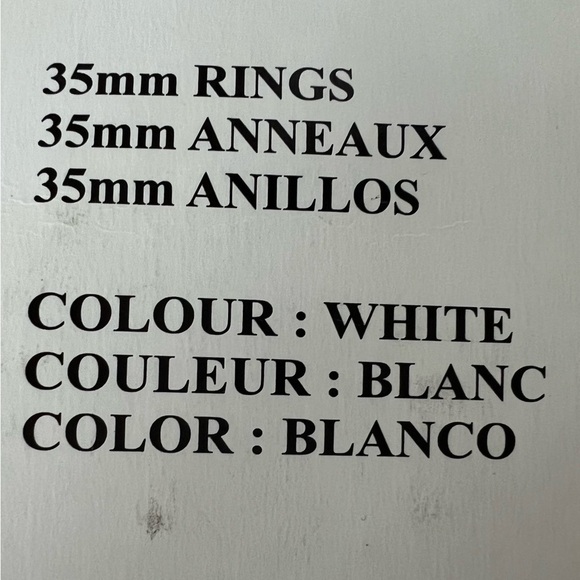 35mm RINGS
35mm ANNEAUX
35mm ANILLOS
COLOUR : WHITE
COULEUR : BLANC
COLOR : BLANCO